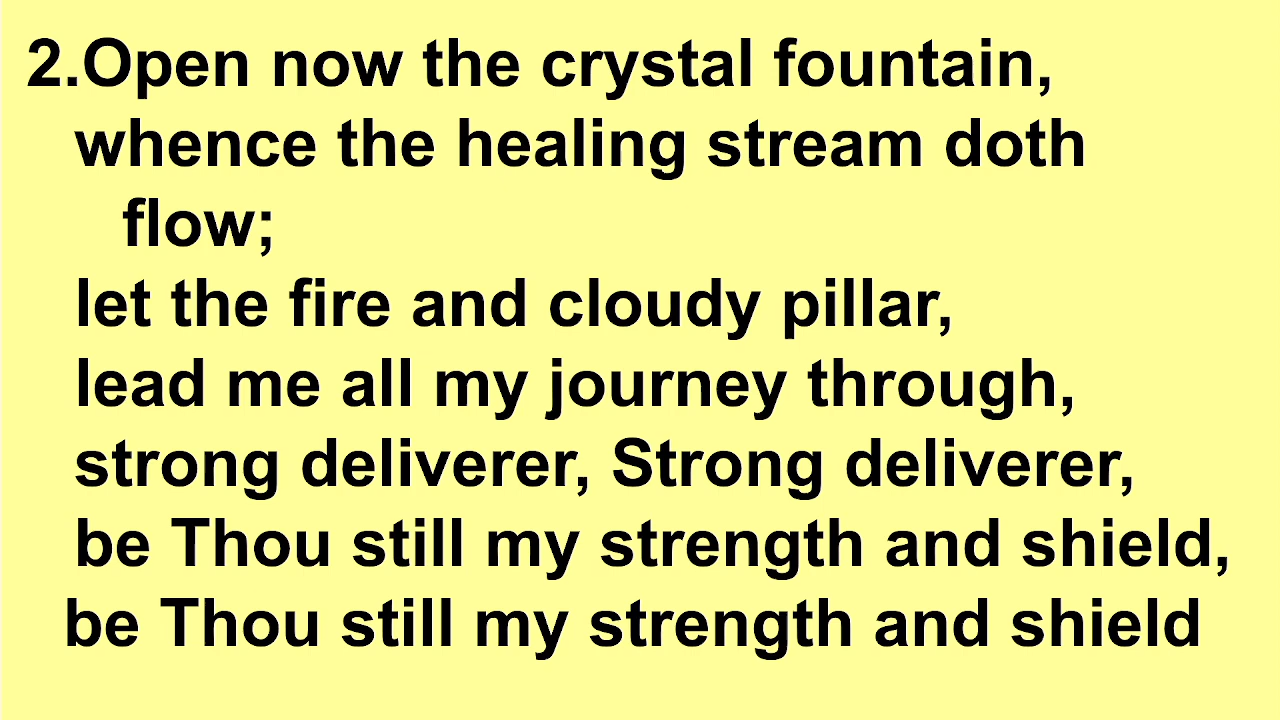 2.Open now the crystal fountain,
whence the healing stream doth
flow;
let the fire and cloudy pillar,
lead me all my journey through,
strong deliverer, Strong deliverer,
be Thou still my strength and shield,
be Thou still my strength and shield